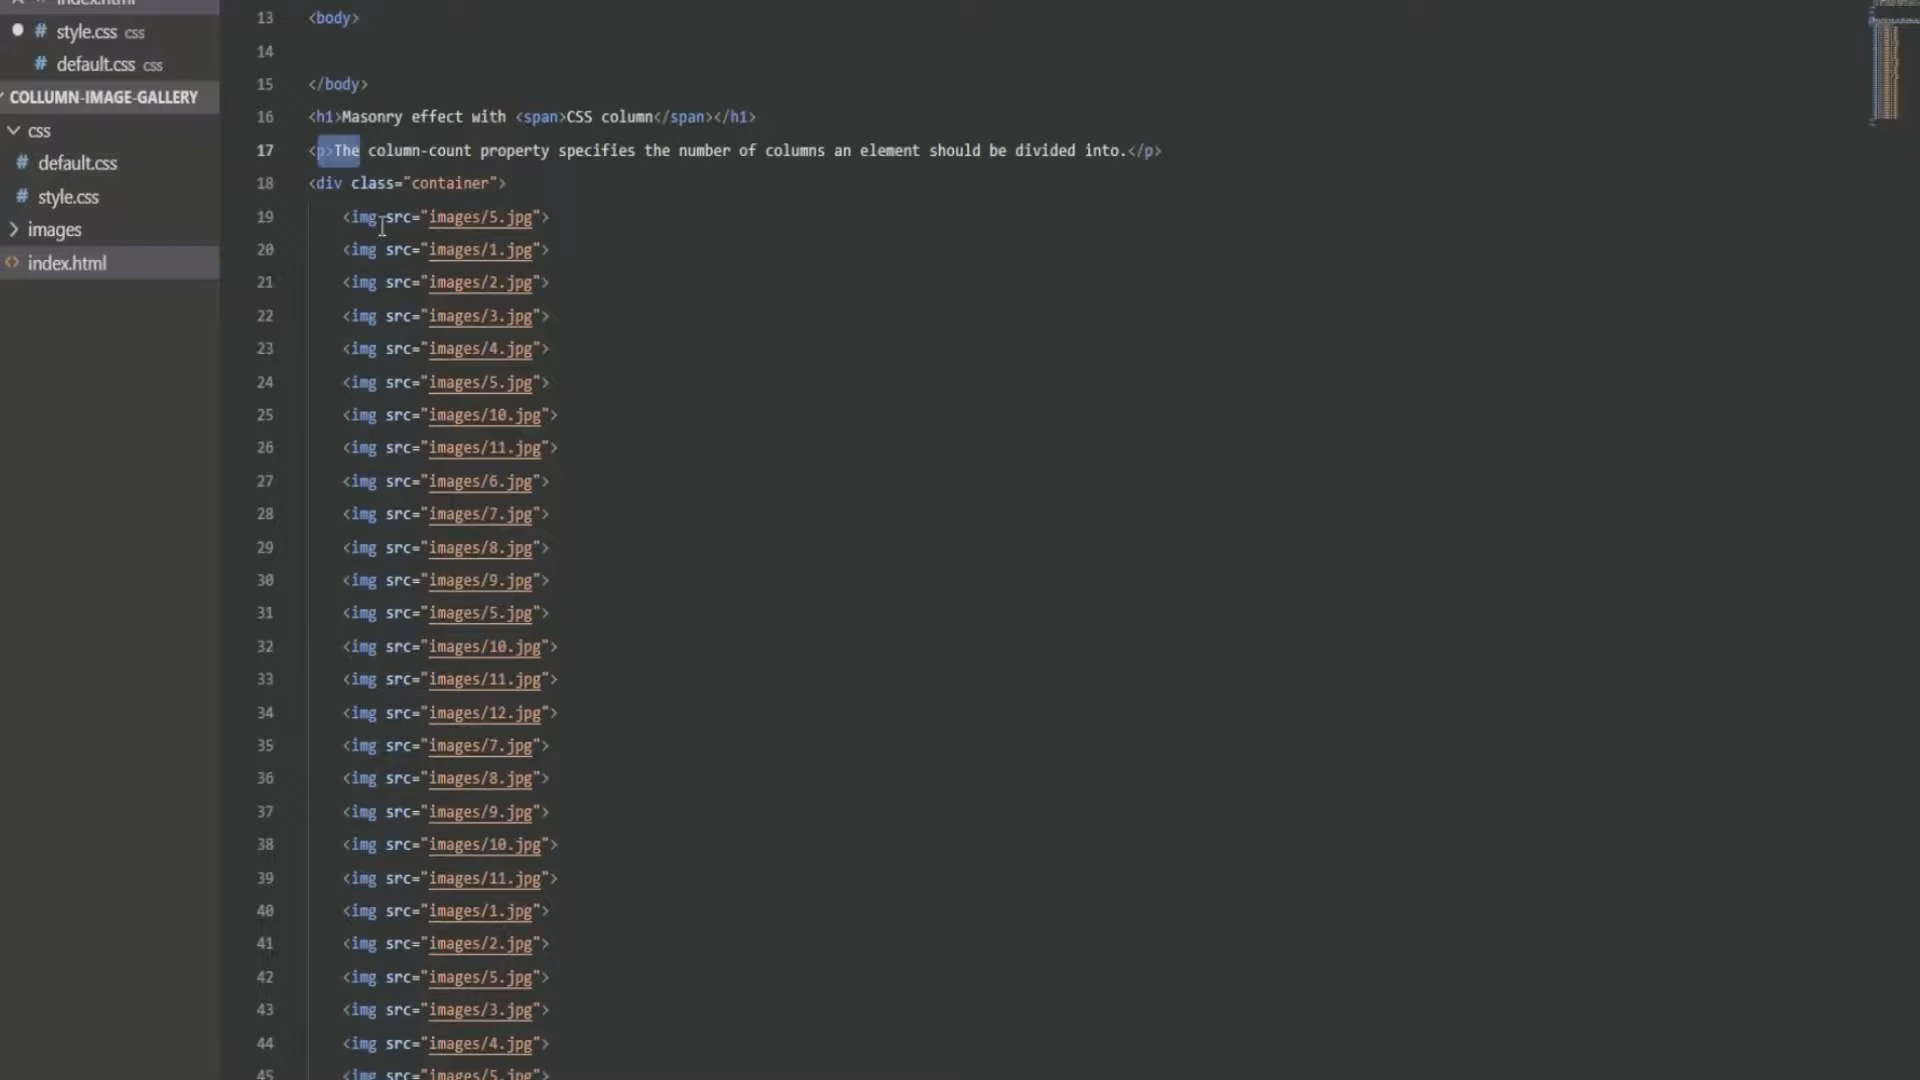 index.html
# style.css css
# default.css css
COLLUMN-IMAGE-GALLERY
css
# default.css
# style.css
images
<> index.html
13 <body>
14
15 </body>
16 <h1>Masonry effect with <span>CSS column</span></h1>
17 <p>The column-count property specifies the number of columns an element should be divided into.</p>
18 <div class="container">
19 <img src="images/5.jpg">
20 <img src="images/1.jpg">
21 <img src="images/2.jpg">
22 <img src="images/3.jpg">
23 <img src="images/4.jpg">
24 <img src="images/5.jpg">
25 <img src="images/10.jpg">
26 <img src="images/11.jpg">
27 <img src="images/6.jpg">
28 <img src="images/7.jpg">
29 <img src="images/8.jpg">
30 <img src="images/9.jpg">
31 <img src="images/5.jpg">
32 <img src="images/10.jpg">
33 <img src="images/11.jpg">
34 <img src="images/12.jpg">
35 <img src="images/7.jpg">
36 <img src="images/8.jpg">
37 <img src="images/9.jpg">
38 <img src="images/10.jpg">
39 <img src="images/11.jpg">
40 <img src="images/1.jpg">
41 <img src="images/2.jpg">
42 <img src="images/5.jpg">
43 <img src="images/3.jpg">
44 <img src="images/4.jpg">
45 <img src="images/5.jpg">